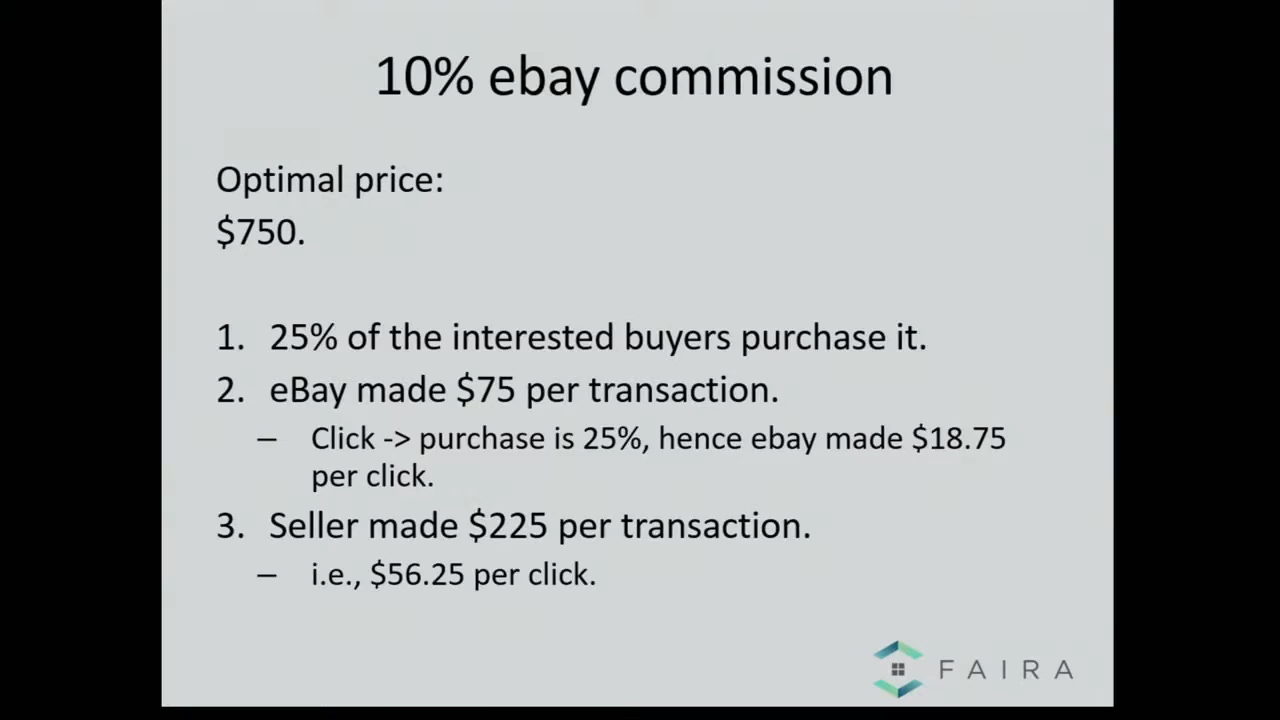 10% ebay commission
Optimal price:
$750.
1. 25% of the interested buyers purchase it.
2. eBay made $75 per transaction.
– Click -> purchase is 25%, hence ebay made $18.75
per click.
3. Seller made $225 per transaction.
– i.e., $56.25 per click.
FAIRA